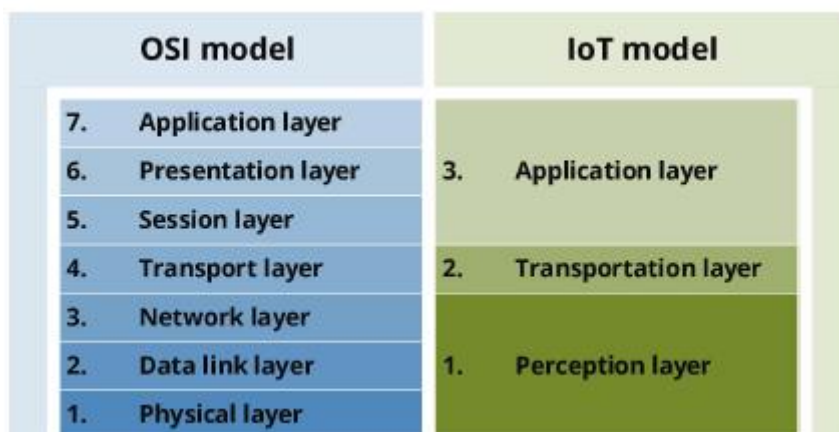 OSI model
IoT model
7. Application layer
6. Presentation layer
5. Session layer
4. Transport layer
3. Network layer
2. Data link layer
1. Physical layer
3. Application layer
2. Transportation layer
1. Perception layer